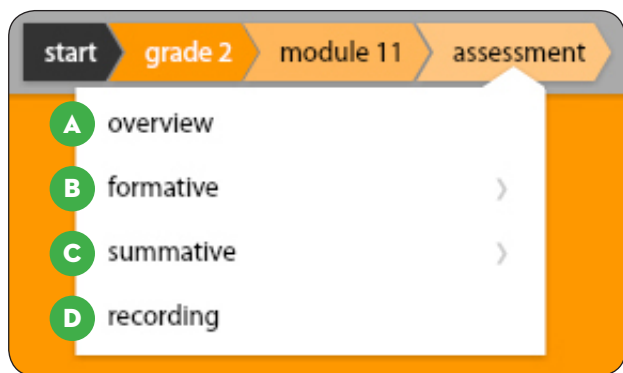 start grade 2 module 11 assessment
A overview
B formative
C summative
D recording